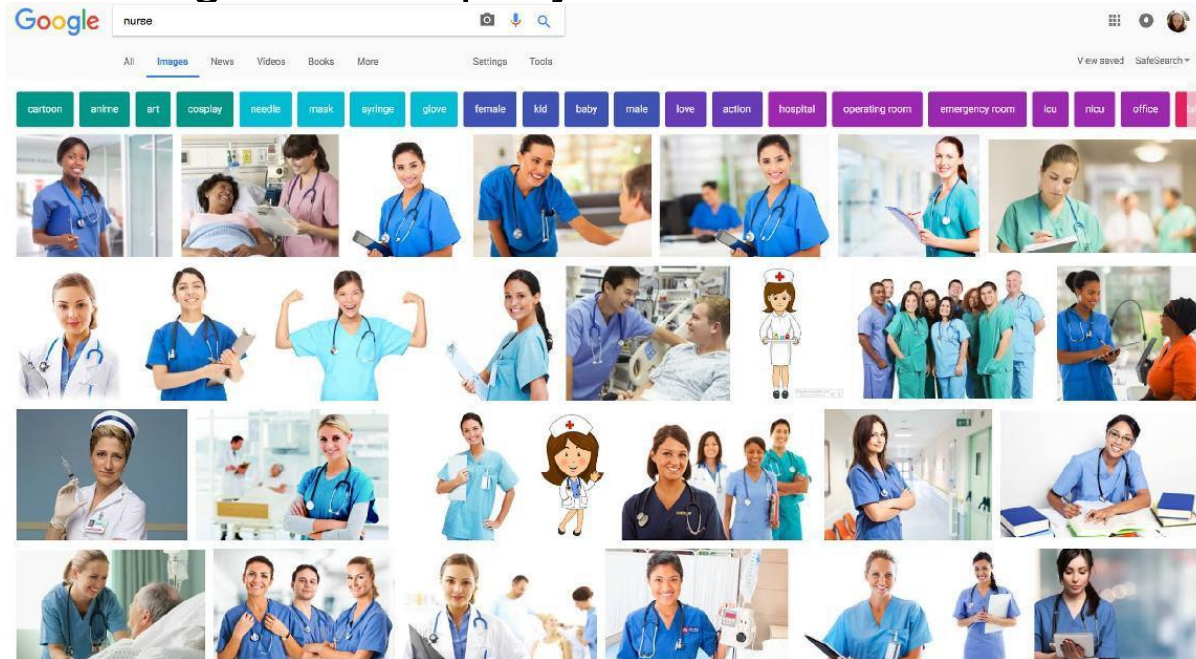 Google nurse
All Images News Videos Books More Settings Tools View saved SafeSearch
cartoon anime art cosplay needle mask syringe glove female kid baby male love action hospital operating room emergency room icu nicu office